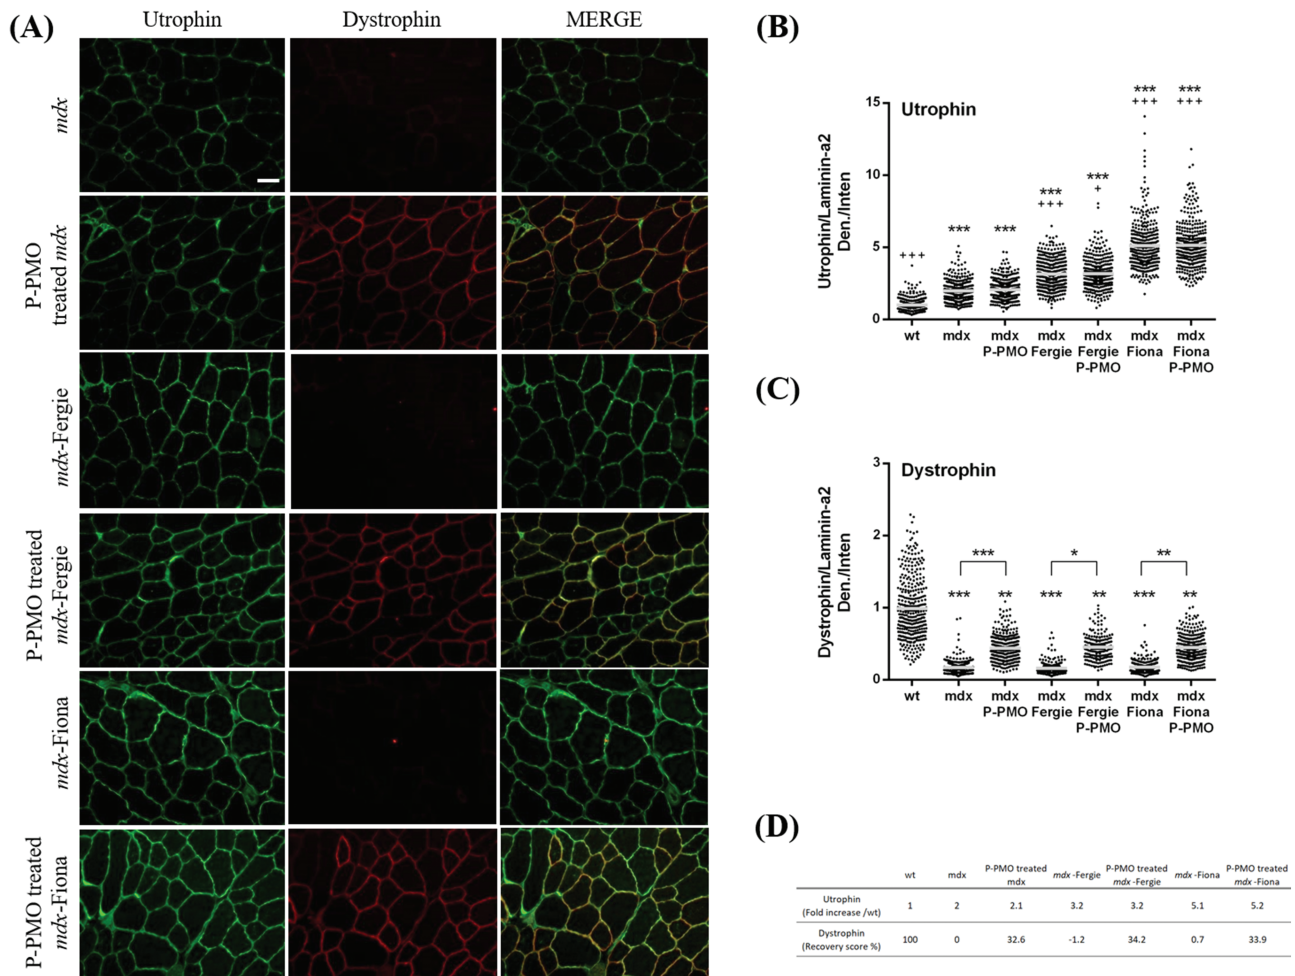 (A)
Utrophin Dystrophin MERGE
mdx
P-PMO
treated mdx
mdx-Fergie
P-PMO treated
mdx-Fergie
mdx-Fiona
P-PMO treated
mdx-Fiona
(B)
Utrophin
Utrophin/Laminin-a2
Den./Inten
15
10
5
0
+++
***
***
***
+++
***
+
***
+++
***
+++
wt mdx mdx mdx mdx mdx mdx
P-PMO Fergie Fergie Fiona Fiona
P-PMO P-PMO
(C)
Dystrophin
Dystrophin/Laminin-a2
Den./Inten
3
2
1
0
*** * **
*** ** *** ** *** **
wt mdx mdx mdx mdx mdx mdx
P-PMO Fergie Fergie Fiona Fiona
P-PMO P-PMO
(D)
wt mdx P-PMO treated mdx mdx -Fergie P-PMO treated mdx -Fergie mdx -Fiona P-PMO treated mdx -Fiona
Utrophin
(Fold increase /wt) 1 2 2.1 3.2 3.2 5.1 5.2
Dystrophin
(Recovery score %) 100 0 32.6 -1.2 34.2 0.7 33.9